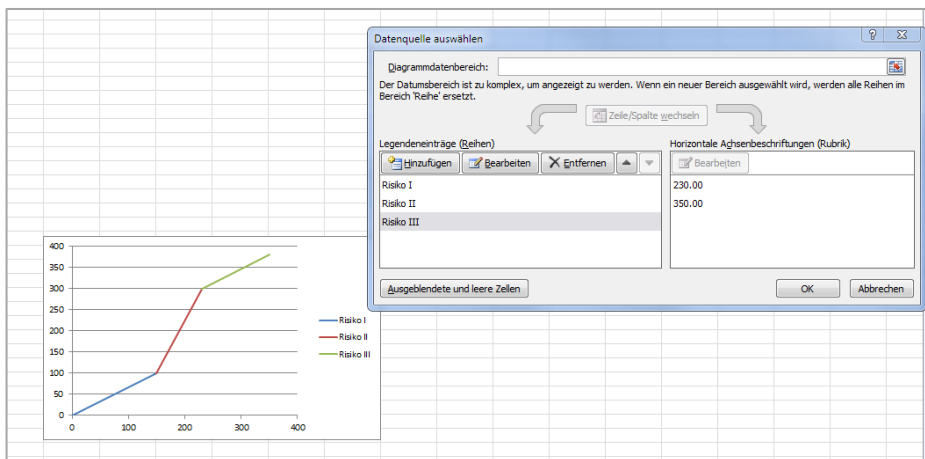 Datenquelle auswählen
Diagrammdatenbereich:
Der Datumsbereich ist zu komplex, um angezeigt zu werden. Wenn ein neuer Bereich ausgewählt wird, werden alle Reihen im
Bereich 'Reihe' ersetzt.
Zeile/Spalte wechseln
Legendeneinträge (Reihen)
Hinzufügen Bearbeiten Entfernen
Risiko I
Risiko II
Risiko III
Horizontale Achsenbeschriftungen (Rubrik)
Bearbeiten
230.00
350.00
Ausgeblendete und leere Zellen
OK Abbrechen
400
350
300
250
200
150
100
50
0
0 100 200 300 400
Risiko I
Risiko II
Risiko III